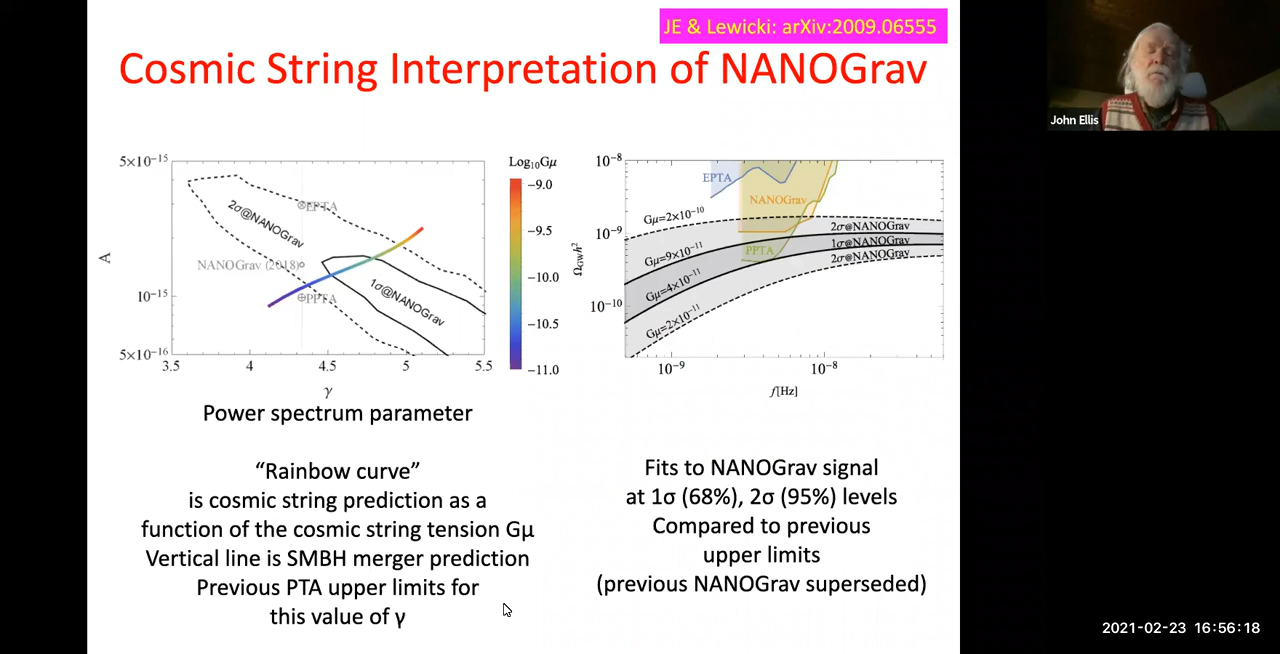 JE & Lewicki: arXiv:2009.06555
Cosmic String Interpretation of NANOGrav
John Ellis
5×10⁻¹⁵
10⁻¹⁵
5×10⁻¹⁶
A
2σ@NANOGrav
⊗EPTA
NANOGrav (2018)○
⊕PPTA
1σ@NANOGrav
3.5 4 4.5 5 5.5
γ
Log₁₀Gμ
-9.0
-9.5
-10.0
-10.5
-11.0
10⁻⁸
10⁻⁹
10⁻¹⁰
Ω_GW h²
EPTA
NANOGrav
PPTA
Gμ=2×10⁻¹⁰
Gμ=9×10⁻¹¹
Gμ=4×10⁻¹¹
Gμ=2×10⁻¹¹
2σ@NANOGrav
1σ@NANOGrav
2σ@NANOGrav
10⁻⁹ 10⁻⁸
f[Hz]
Power spectrum parameter
“Rainbow curve”
is cosmic string prediction as a
function of the cosmic string tension Gμ
Vertical line is SMBH merger prediction
Previous PTA upper limits for
this value of γ
Fits to NANOGrav signal
at 1σ (68%), 2σ (95%) levels
Compared to previous
upper limits
(previous NANOGrav superseded)
2021-02-23 16:56:18